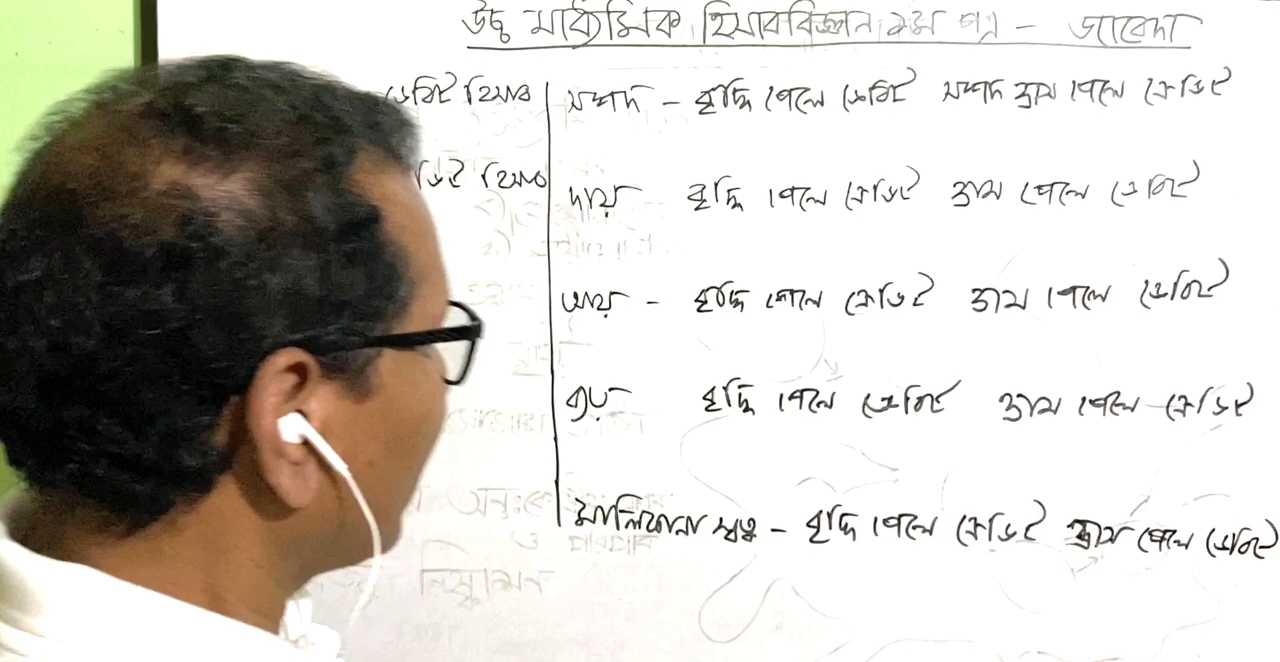 উচ্চ মাধ্যমিক হিসাববিজ্ঞান ১ম পত্র - জাবেদা
ডেবিট হিসাব
সম্পদ - বৃদ্ধি পেলে ডেবিট সম্পদ হ্রাস পেলে ক্রেডিট
ডিট হিসাব
দায় বৃদ্ধি পেলে ক্রেডিট হ্রাস পেলে ডেবিট
আয় - বৃদ্ধি পেলে ক্রেডিট হ্রাস পেলে ডেবিট
ব্যয় বৃদ্ধি পেলে ডেবিট হ্রাস পেলে ক্রেডিট
মালিকানা স্বত্ব - বৃদ্ধি পেলে ক্রেডিট হ্রাস পেলে ডেবিট